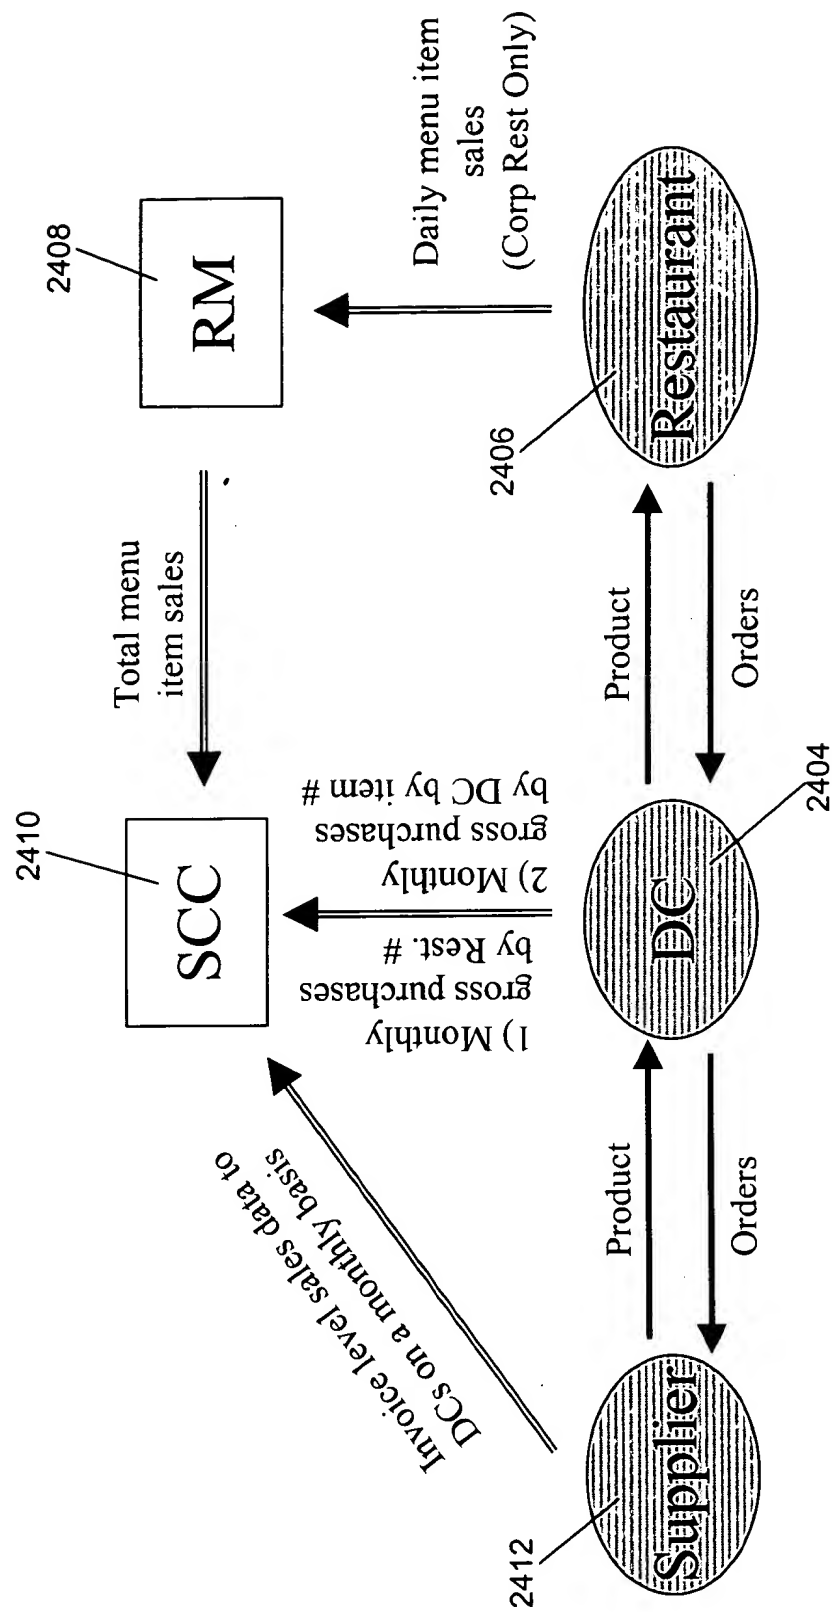 2410
SCC
Total menu
item sales
2408
RM
Invoice level sales data to
DCs on a monthly basis
1) Monthly
gross purchases
by Rest. #
2) Monthly
gross purchases
by DC by item #
Daily menu item
sales
(Corp Rest Only)
2412
Supplier
Product
Orders
DC
2404
Product
Orders
2406
Restaurant